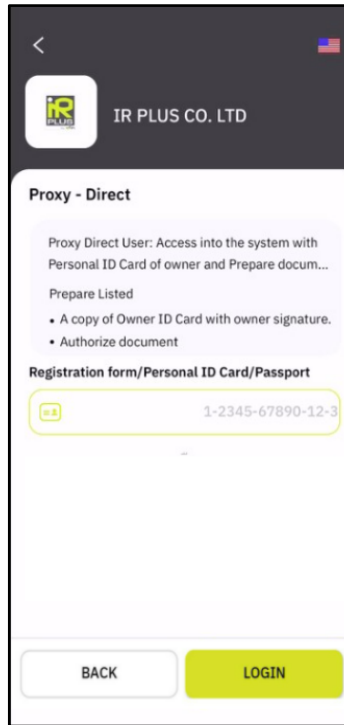 iR
PLUS
IR PLUS CO. LTD
Proxy - Direct
Proxy Direct User: Access into the system with
Personal ID Card of owner and Prepare docum...
Prepare Listed
• A copy of Owner ID Card with owner signature.
• Authorize document
Registration form/Personal ID Card/Passport
1-2345-67890-12-3
BACK
LOGIN